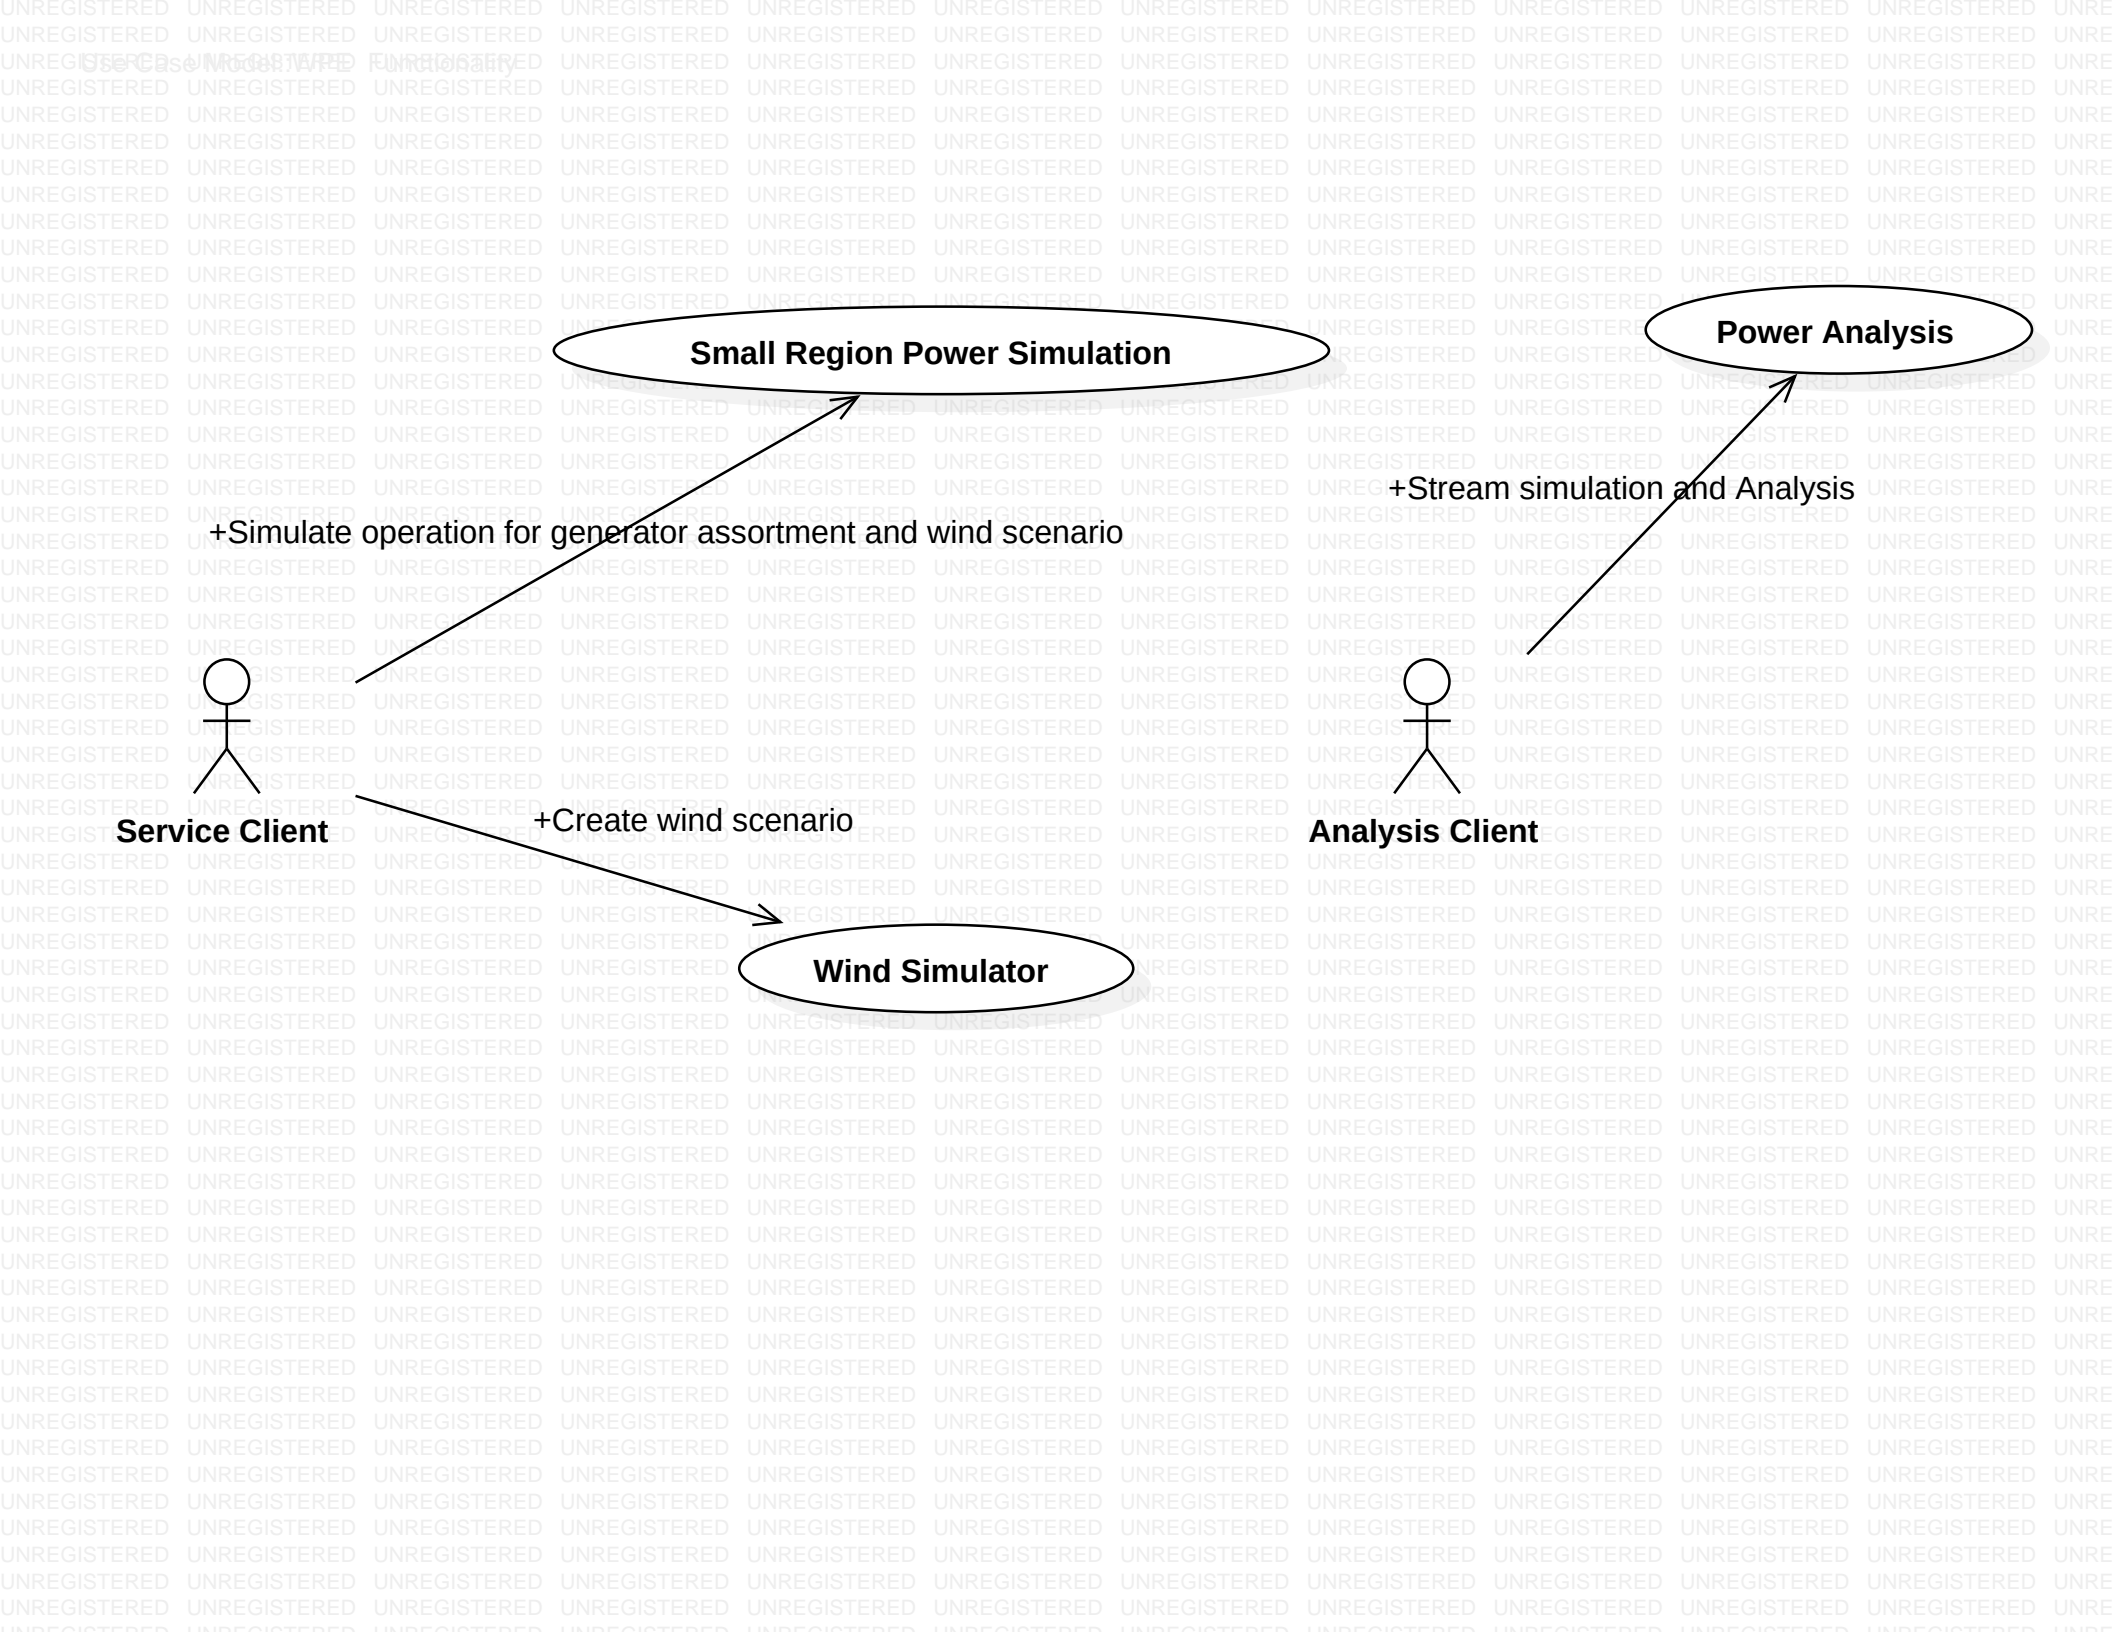 Use Case Model::WPE Functionality
Small Region Power Simulation
Power Analysis
+Stream simulation and Analysis
+Simulate operation for generator assortment and wind scenario
+Create wind scenario
Service Client
Analysis Client
Wind Simulator
UNREGISTERED